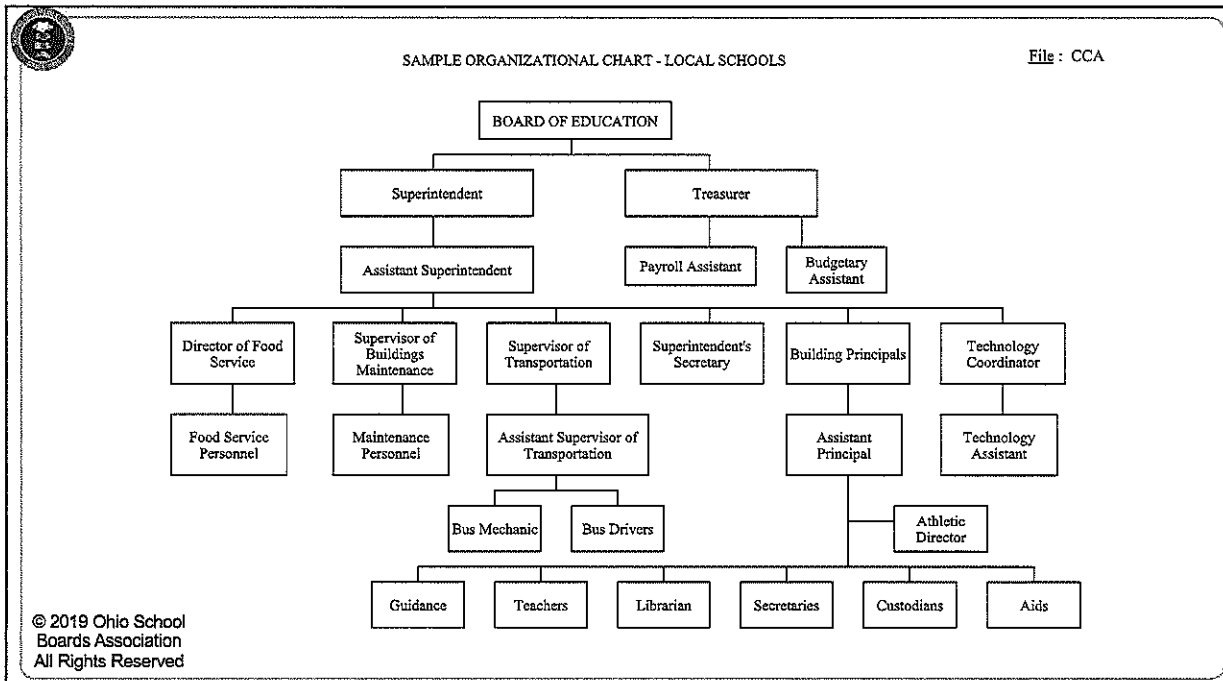 SAMPLE ORGANIZATIONAL CHART - LOCAL SCHOOLS
File : CCA
BOARD OF EDUCATION
Superintendent
Treasurer
Assistant Superintendent
Payroll Assistant
Budgetary
Assistant
Director of Food
Service
Supervisor of
Buildings
Maintenance
Supervisor of
Transportation
Superintendent's
Secretary
Building Principals
Technology
Coordinator
Food Service
Personnel
Maintenance
Personnel
Assistant Supervisor of
Transportation
Assistant
Principal
Technology
Assistant
Bus Mechanic
Bus Drivers
Athletic
Director
Guidance
Teachers
Librarian
Secretaries
Custodians
Aids
© 2019 Ohio School
Boards Association
All Rights Reserved